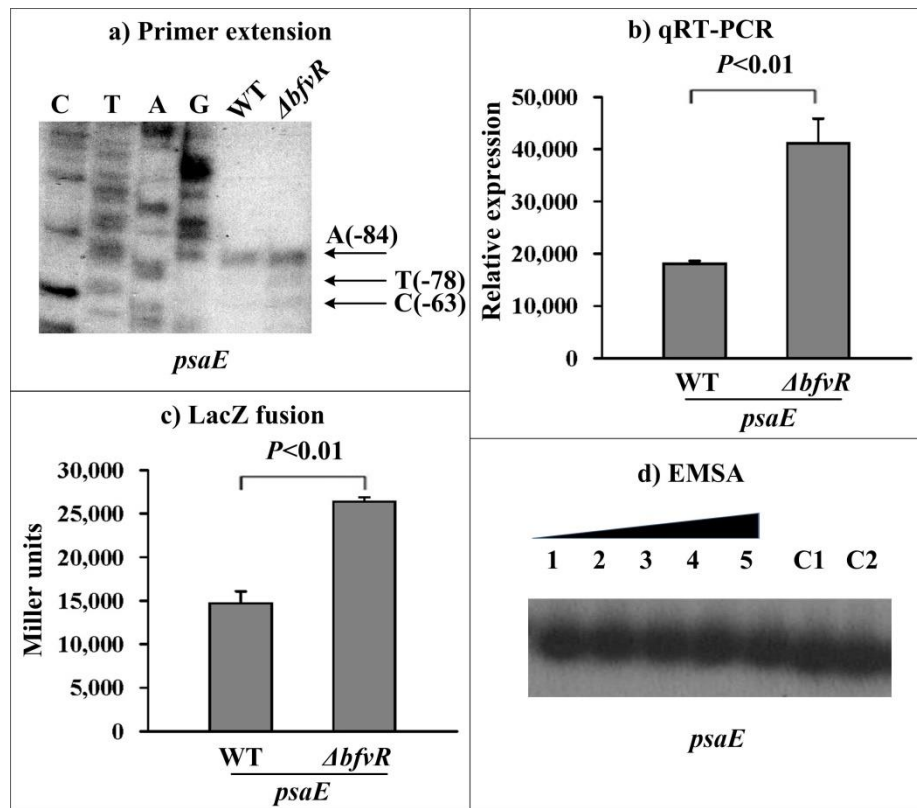 a) Primer extension
C T A G WT ΔbfvR
A(-84)
T(-78)
C(-63)
psaE
b) qRT-PCR
P<0.01
Relative expression
50,000
40,000
30,000
20,000
10,000
0
WT ΔbfvR
psaE
c) LacZ fusion
P<0.01
Miller units
30,000
25,000
20,000
15,000
10,000
5,000
0
WT ΔbfvR
psaE
d) EMSA
1 2 3 4 5 C1 C2
psaE